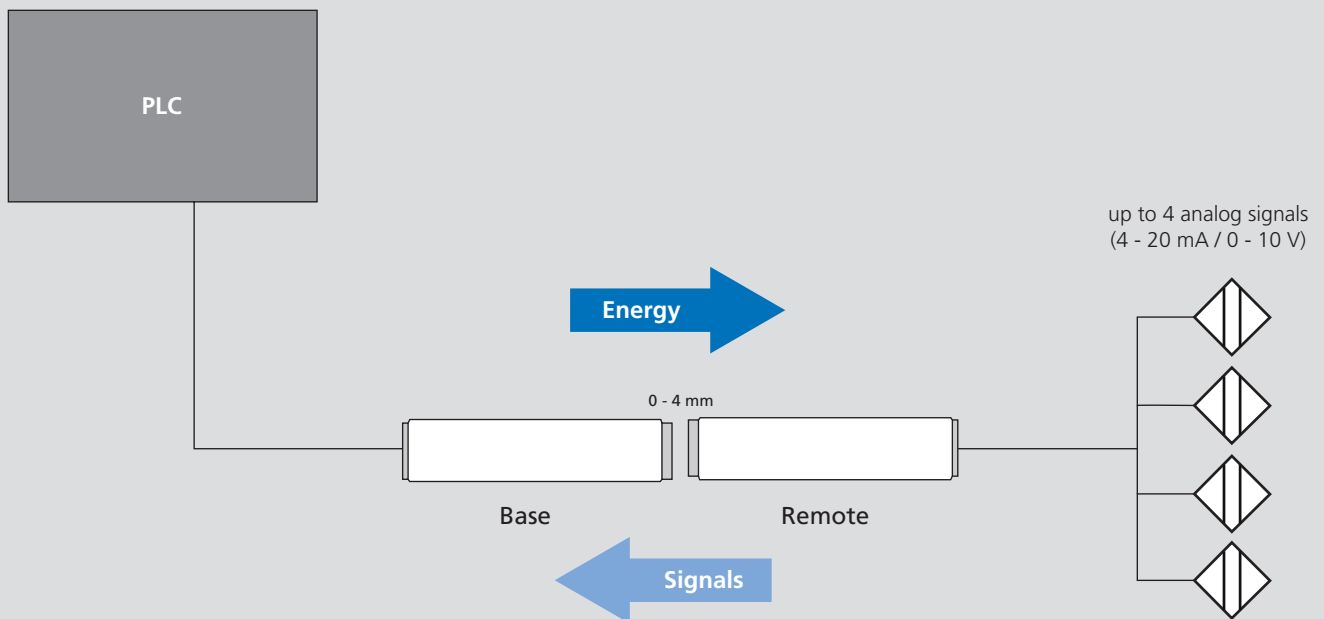 PLC
up to 4 analog signals
(4 - 20 mA / 0 - 10 V)
Energy
0 - 4 mm
Base
Remote
Signals